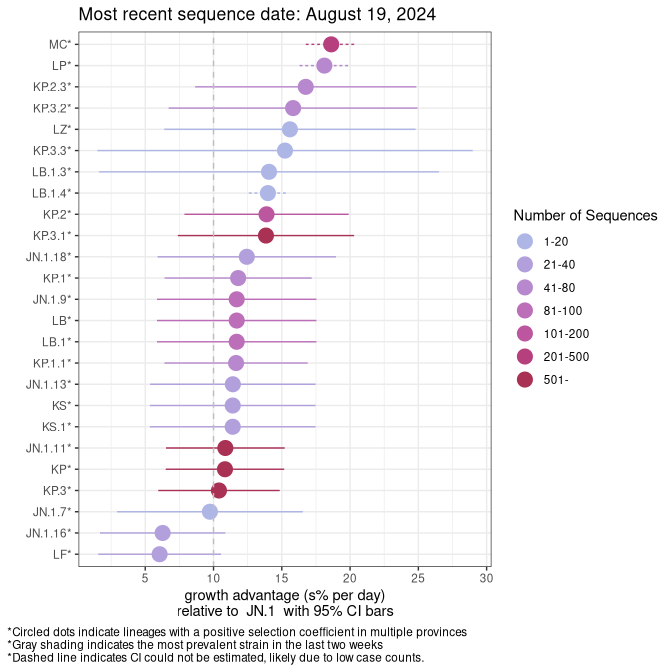 Most recent sequence date: August 19, 2024
MC*
LP*
KP.2.3*
KP.3.2*
LZ*
KP.3.3*
LB.1.3*
LB.1.4*
KP.2*
KP.3.1*
JN.1.18*
KP.1*
JN.1.9*
LB*
LB.1*
KP.1.1*
JN.1.13*
KS*
KS.1*
JN.1.11*
KP*
KP.3*
JN.1.7*
JN.1.16*
LF*
5 10 15 20 25 30
growth advantage (s% per day)
relative to JN.1 with 95% CI bars
Number of Sequences
1-20
21-40
41-80
81-100
101-200
201-500
501-
*Circled dots indicate lineages with a positive selection coefficient in multiple provinces
*Gray shading indicates the most prevalent strain in the last two weeks
*Dashed line indicates CI could not be estimated, likely due to low case counts.